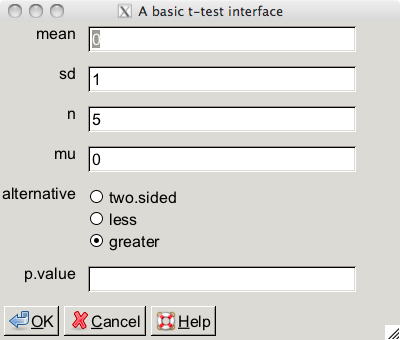 A basic t-test interface
mean 0
sd 1
n 5
mu 0
alternative two.sided
less
greater
p.value
OK Cancel Help